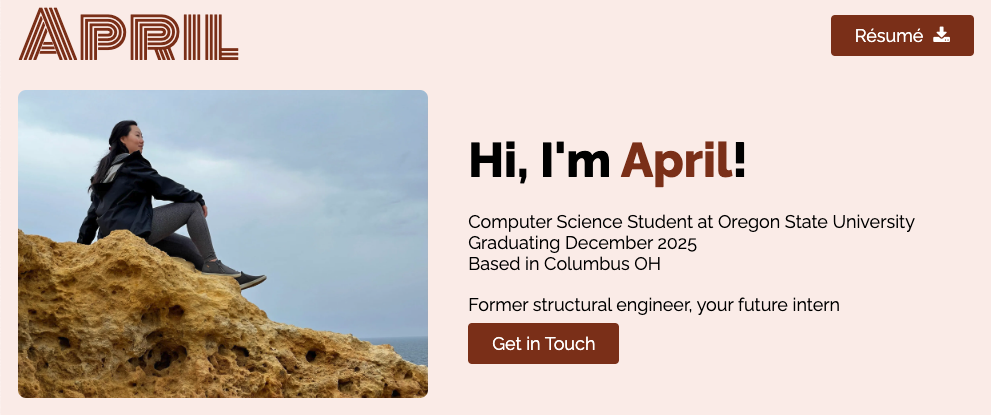 April
Résumé
Hi, I'm April!
Computer Science Student at Oregon State University
Graduating December 2025
Based in Columbus OH
Former structural engineer, your future intern
Get in Touch